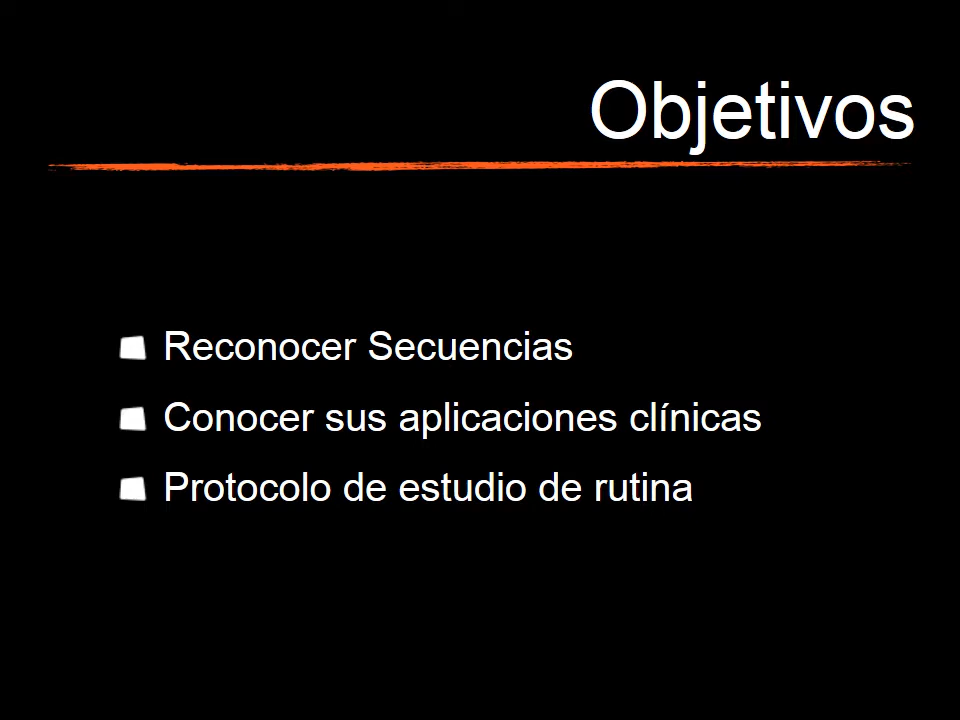 Objetivos
Reconocer Secuencias
Conocer sus aplicaciones clínicas
Protocolo de estudio de rutina